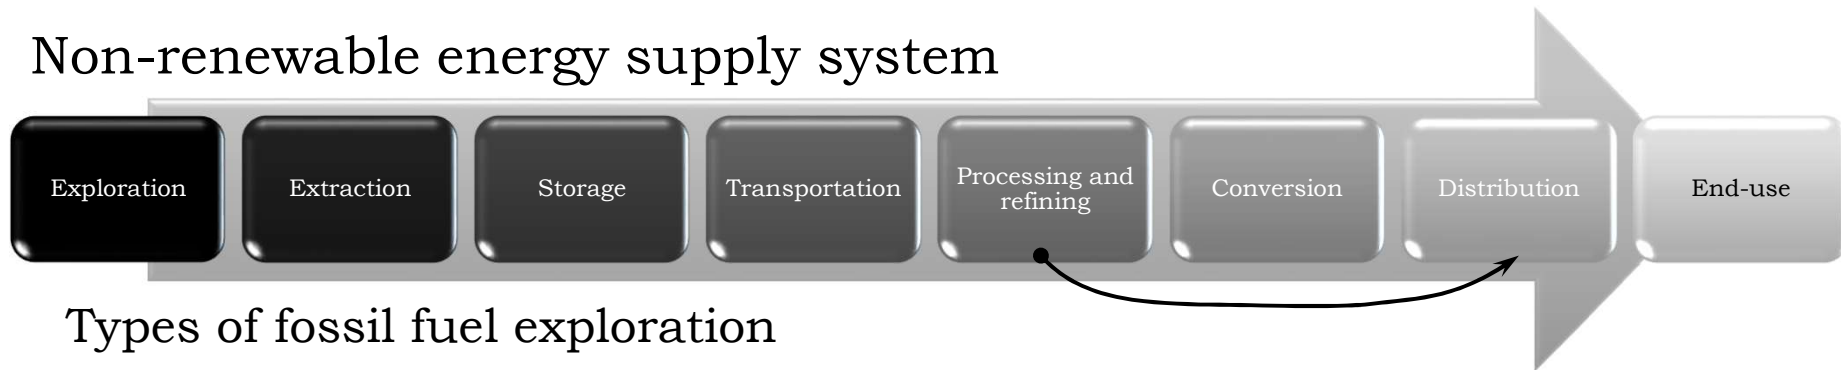 Non-renewable energy supply system
Exploration
Extraction
Storage
Transportation
Processing and
refining
Conversion
Distribution
End-use
Types of fossil fuel exploration